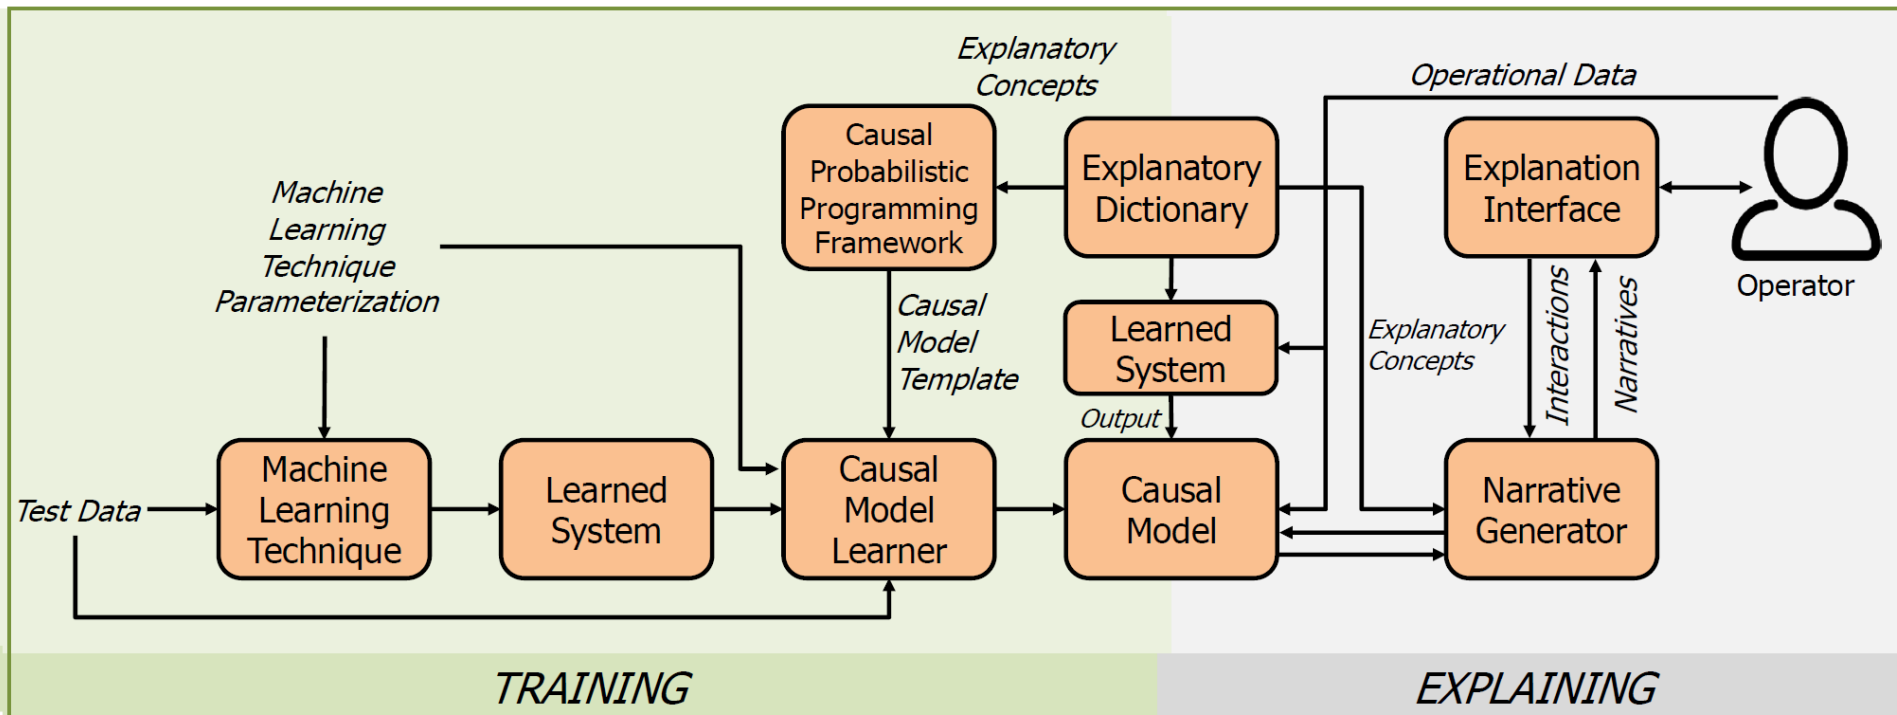 Explanatory
Concepts
Operational Data
Causal
Probabilistic
Programming
Framework
Explanatory
Dictionary
Explanation
Interface
Operator
Machine
Learning
Technique
Parameterization
Causal
Model
Template
Learned
System
Explanatory
Concepts
Interactions
Narratives
Output
Test Data
Machine
Learning
Technique
Learned
System
Causal
Model
Learner
Causal
Model
Narrative
Generator
TRAINING
EXPLAINING